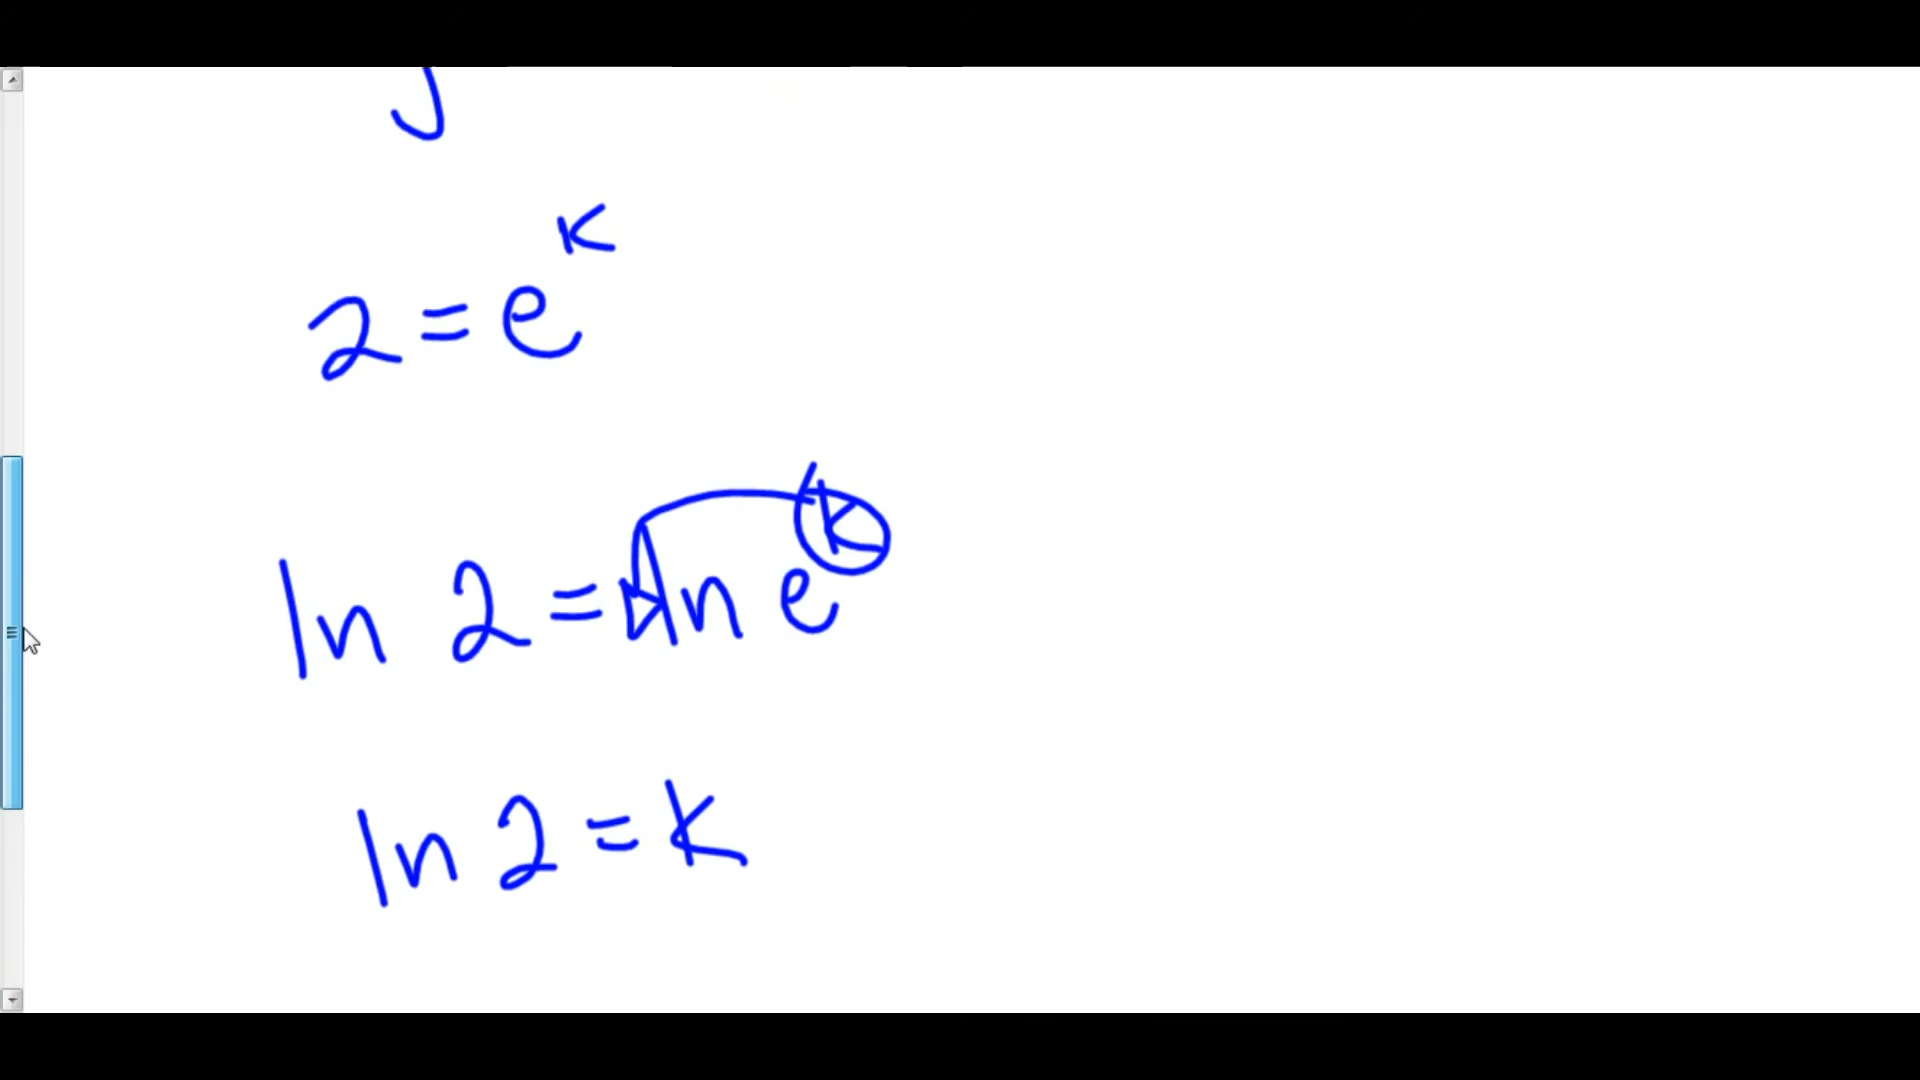 2 = e^k
ln 2 = ln e^k
ln 2 = k